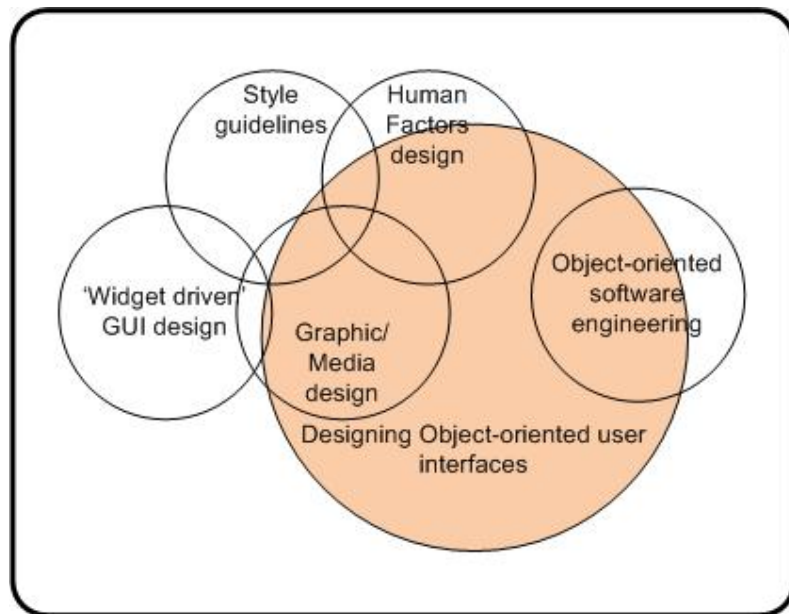 Style
guidelines
Human
Factors
design
'Widget driven'
GUI design
Graphic/
Media
design
Object-oriented
software
engineering
Designing Object-oriented user
interfaces